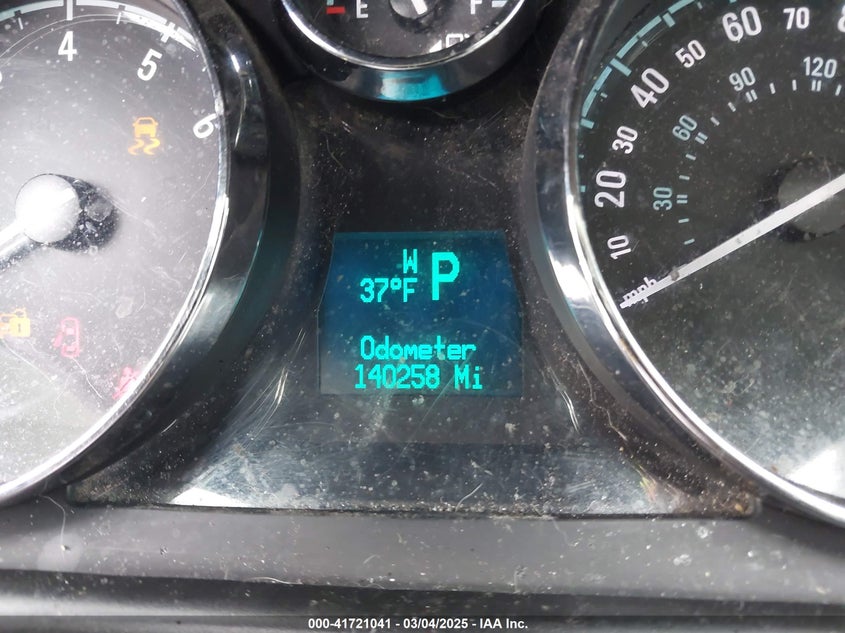 E F
4 5 6
W
37°F P
Odometer
140258 Mi
10 20 30 40 50 60 70
30 60 90 120
mph
000-41721041 - 03/04/2025 - IAA Inc.